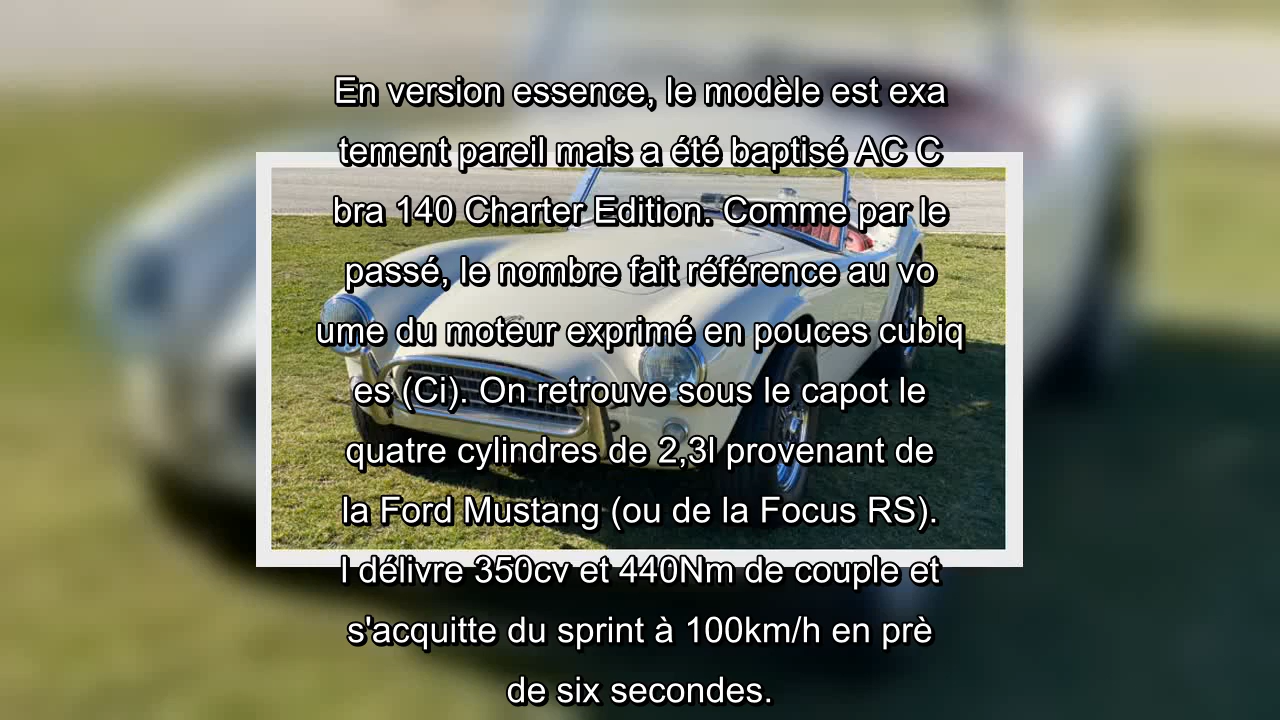 En version essence, le modèle est exa
tement pareil mais a été baptisé AC C
bra 140 Charter Edition. Comme par le
passé, le nombre fait référence au vo
ume du moteur exprimé en pouces cubiq
es (Ci). On retrouve sous le capot le
quatre cylindres de 2,3l provenant de
la Ford Mustang (ou de la Focus RS).
l délivre 350cv et 440Nm de couple et
s'acquitte du sprint à 100km/h en prè
de six secondes.